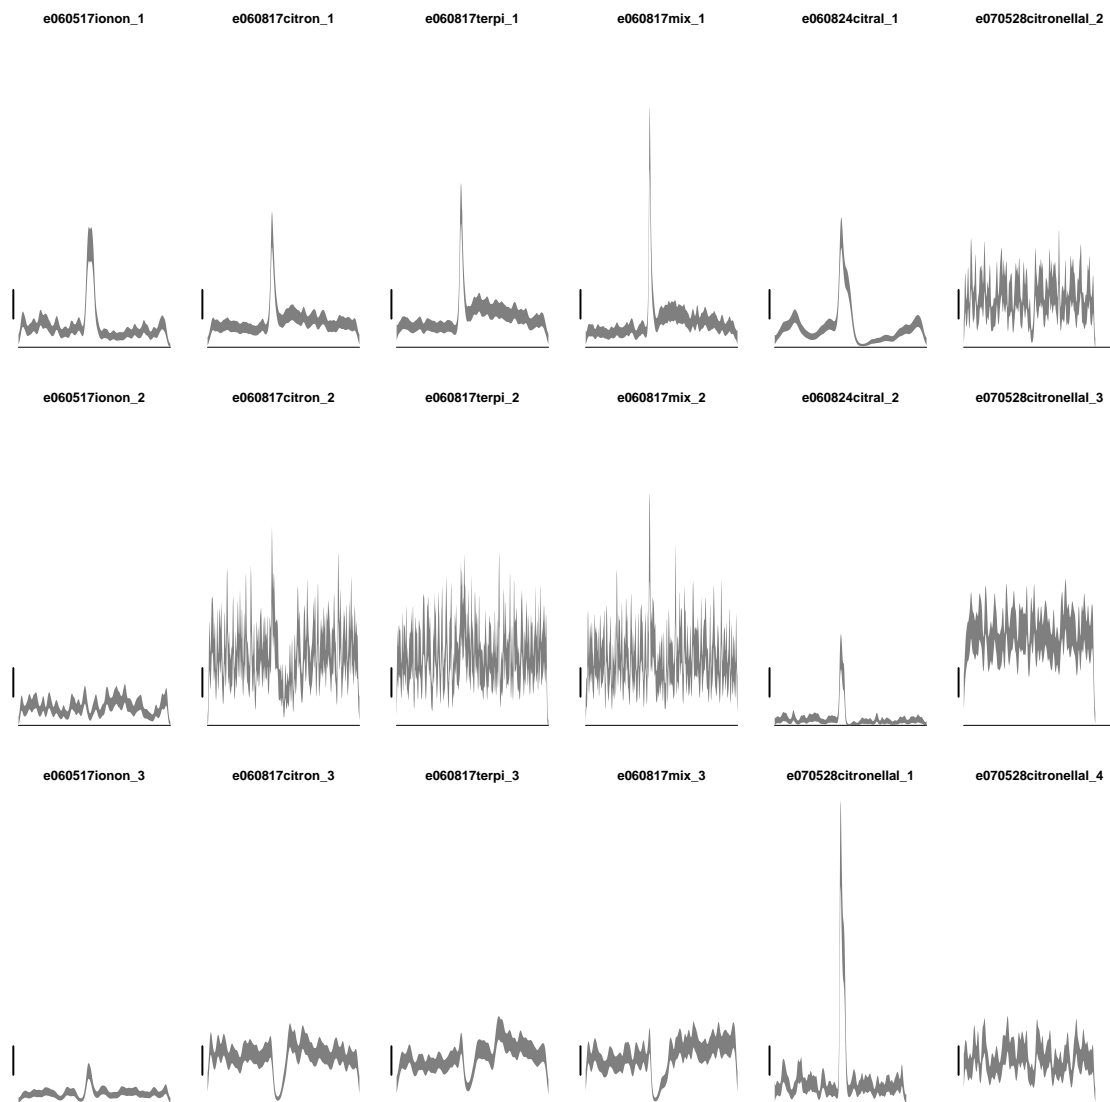 e060517ionon_1 e060817citron_1 e060817terpi_1 e060817mix_1 e060824citral_1 e070528citronellal_2
e060517ionon_2 e060817citron_2 e060817terpi_2 e060817mix_2 e060824citral_2 e070528citronellal_3
e060517ionon_3 e060817citron_3 e060817terpi_3 e060817mix_3 e070528citronellal_1 e070528citronellal_4